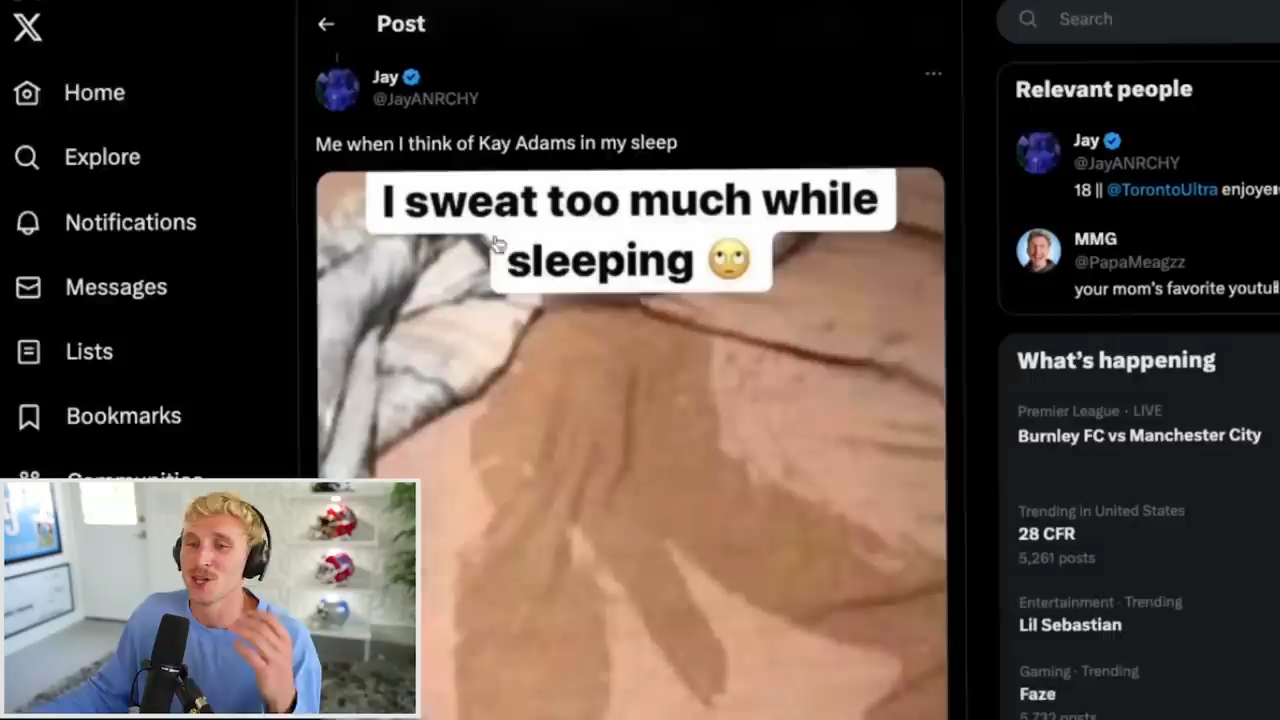 Post
Home
Explore
Notifications
Messages
Lists
Bookmarks
Jay
@JayANRCHY
Me when I think of Kay Adams in my sleep
I sweat too much while
sleeping 🙄
Search
Relevant people
Jay
@JayANRCHY
18 || @TorontoUltra
MMG
@PapaMeagzz
your mom's favorite
What's happening
Premier League · LIVE
Burnley FC vs Manchester City
Trending in United States
28 CFR
5,261 posts
Entertainment · Trending
Lil Sebastian
Gaming · Trending
Faze
posts